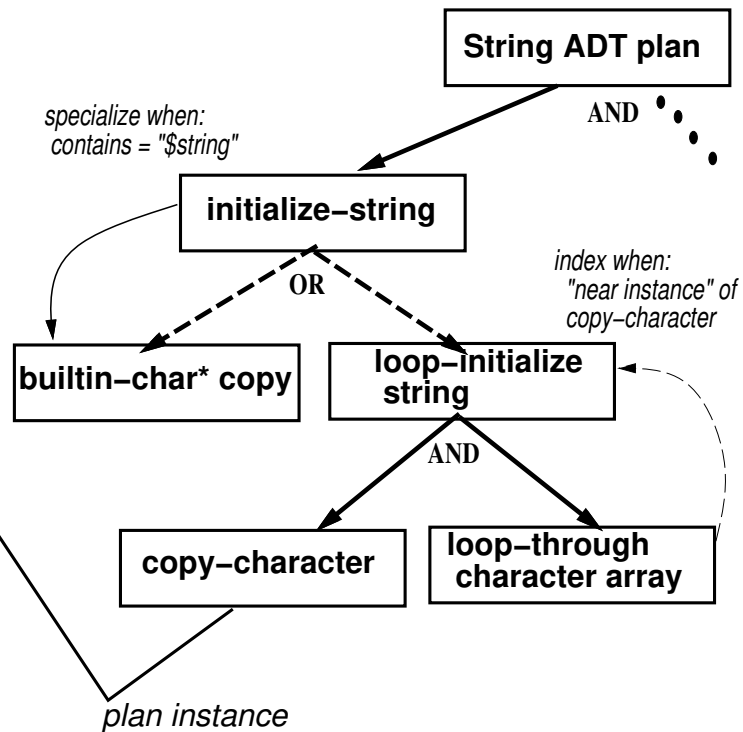 String ADT plan
AND
specialize when:
contains = "$string"
initialize−string
OR
index when:
"near instance" of
copy−character
builtin−char* copy
loop−initialize
string
AND
copy−character
loop−through
character array
plan instance